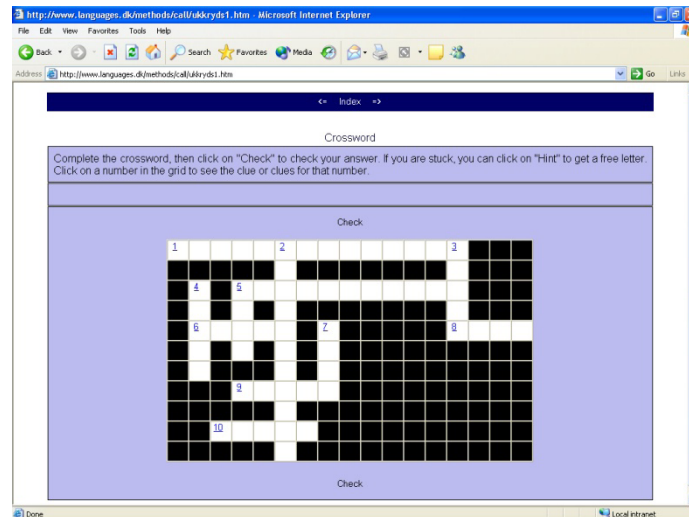 http://www.languages.dk/methods/call/ukkryds1.htm - Microsoft Internet Explorer
File Edit View Favorites Tools Help
Back Search Favorites Media
Address http://www.languages.dk/methods/call/ukkryds1.htm Go Links
<= Index =>
Crossword
Complete the crossword, then click on "Check" to check your answer. If you are stuck, you can click on "Hint" to get a free letter.
Click on a number in the grid to see the clue or clues for that number.
Check
1 2 3
4 5
6 7 8
9
10
Check
Done Local intranet